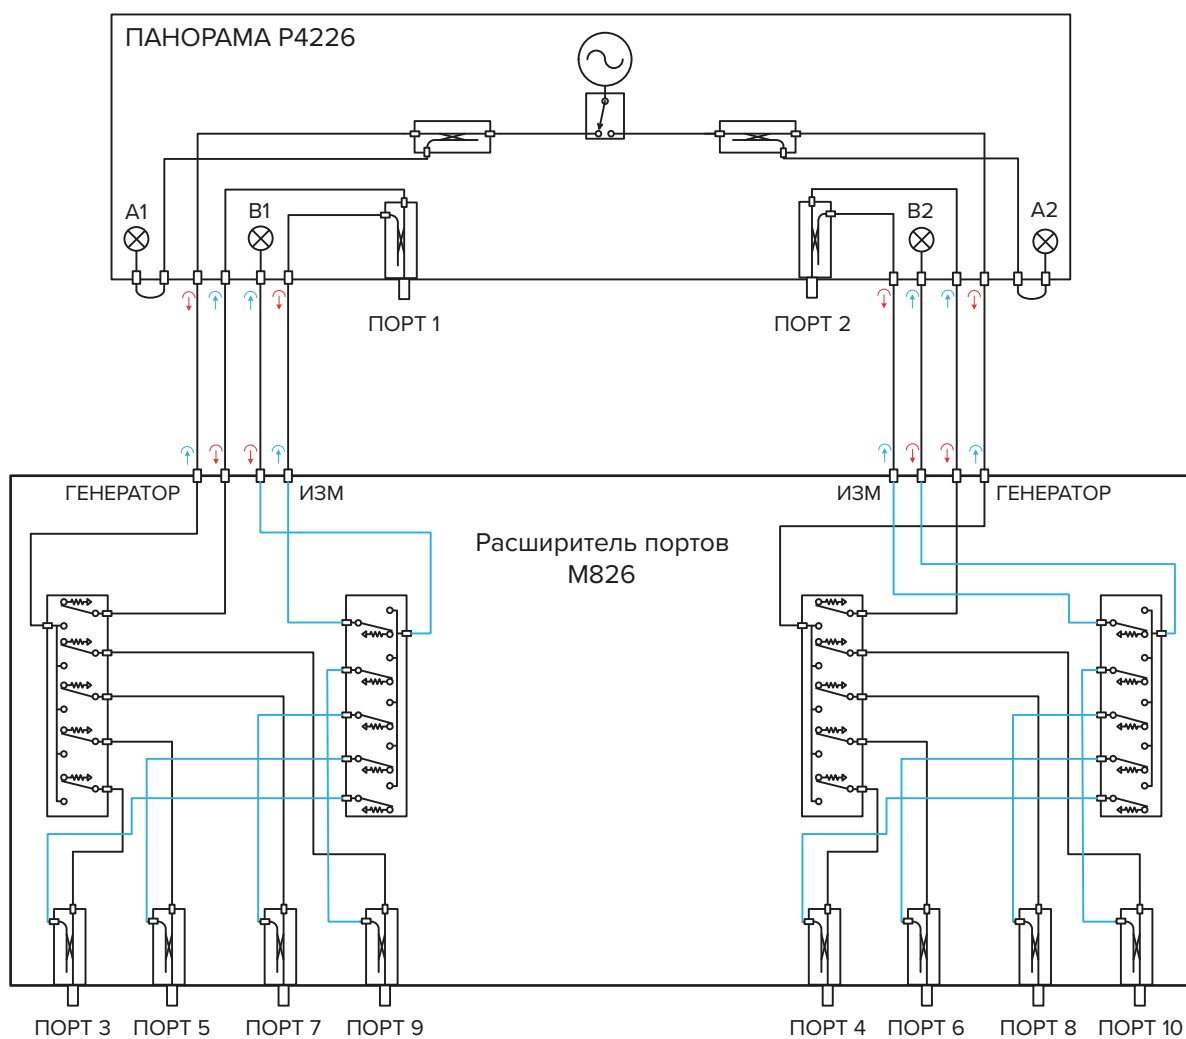 ПАНОРАМА Р4226
A1
B1
B2
A2
ПОРТ 1
ПОРТ 2
ГЕНЕРАТОР
ИЗМ
ИЗМ
ГЕНЕРАТОР
Расширитель портов
М826
ПОРТ 3
ПОРТ 5
ПОРТ 7
ПОРТ 9
ПОРТ 4
ПОРТ 6
ПОРТ 8
ПОРТ 10